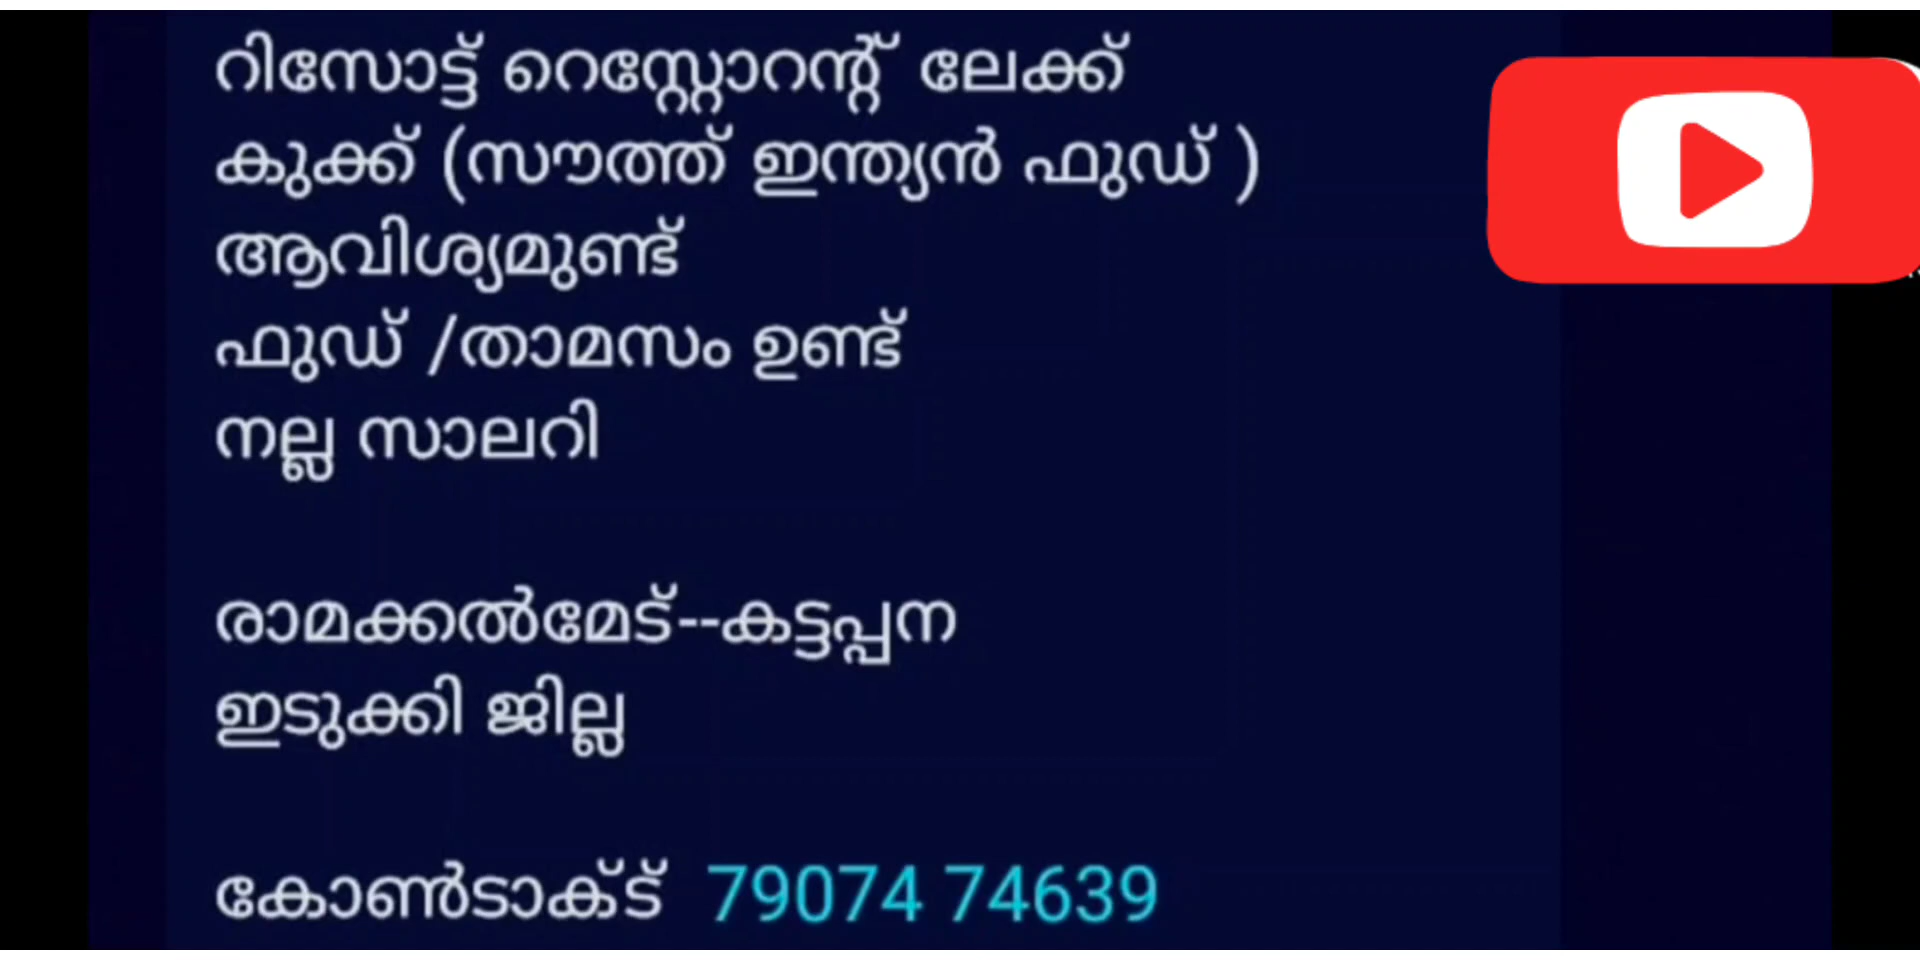 റിസോട്ട് റെസ്റ്റോറന്റ് ലേക്ക്
കുക്ക് (സൗത്ത് ഇന്ത്യൻ ഫുഡ് )
ആവിശ്യമുണ്ട്
ഫുഡ് /താമസം ഉണ്ട്
നല്ല സാലറി
രാമക്കൽമേട്--കട്ടപ്പന
ഇടുക്കി ജില്ല
കോൺടാക്ട് 79074 74639